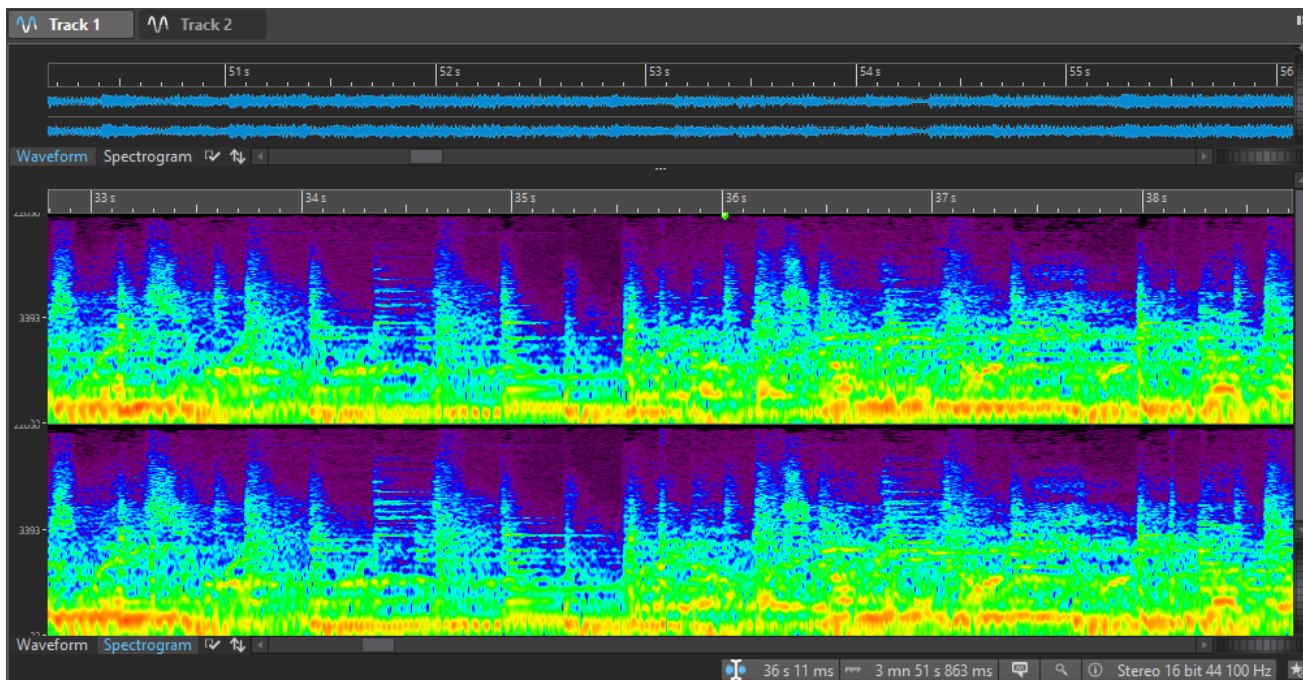 Track 1 Track 2
51 s 52 s 53 s 54 s 55 s 56
Waveform Spectrogram
33 s 34 s 35 s 36 s 37 s 38 s
3393
3393
Waveform Spectrogram
36 s 11 ms 3 mn 51 s 863 ms Stereo 16 bit 44 100 Hz